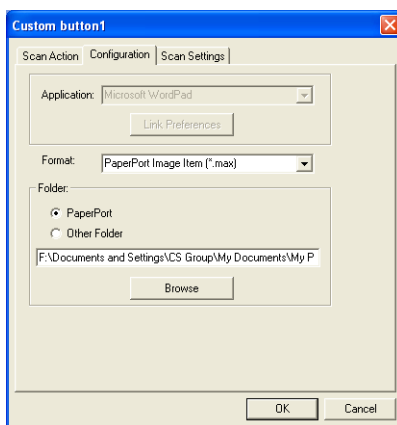 Custom button1
Scan Action Configuration Scan Settings
Application: Microsoft WordPad
Link Preferences
Format: PaperPort Image Item (*.max)
Folder:
PaperPort
Other Folder
F:\Documents and Settings\CS Group\My Documents\My P
Browse
OK Cancel